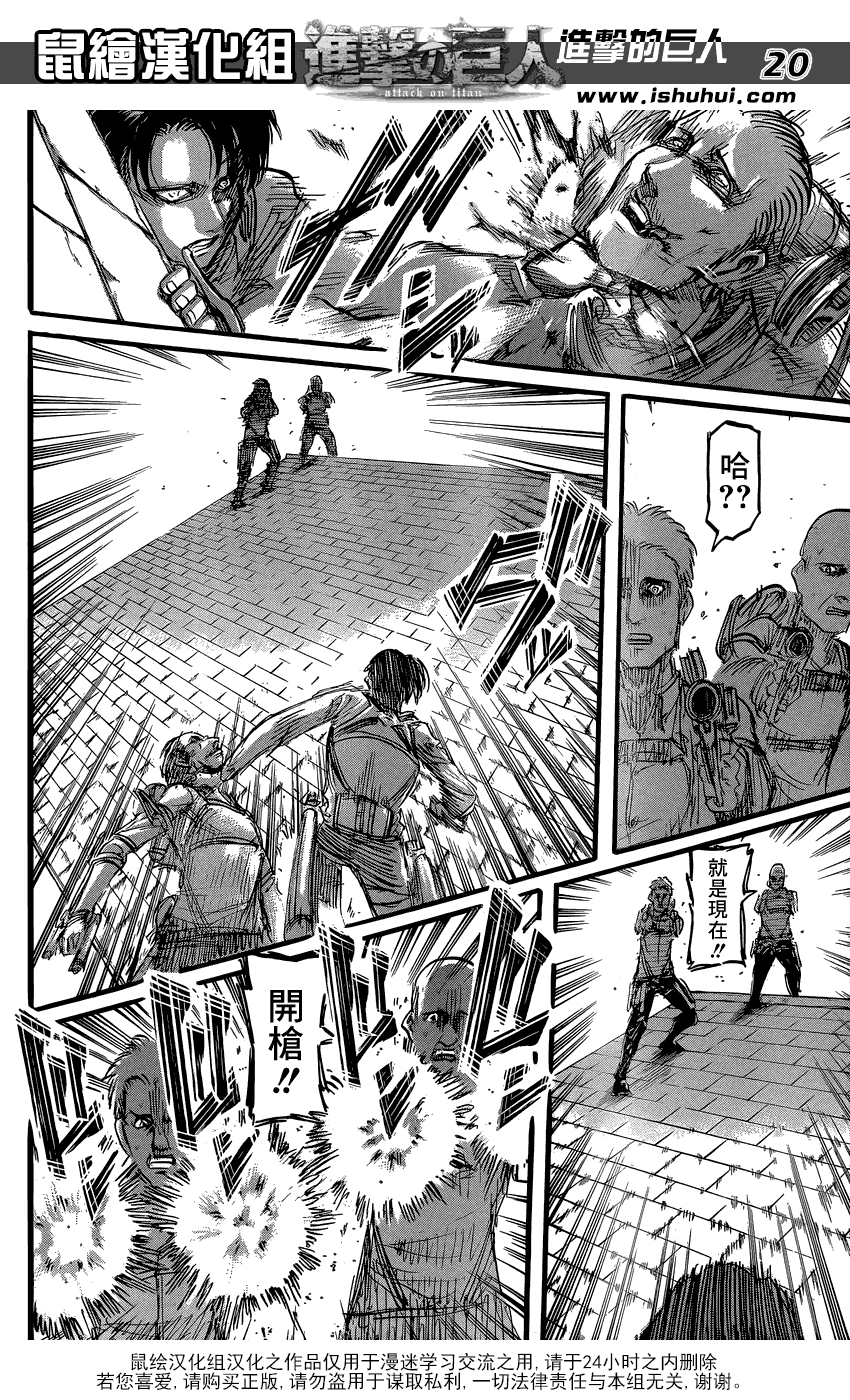 鼠繪漢化組
進撃の巨人
attack on titan
進擊的巨人
www.ishuhui.com
20
哈
??
就是現在!!
開槍!!
鼠绘汉化组汉化之作品仅用于漫迷学习交流之用,请于24小时之内删除
若您喜爱,请购买正版,请勿盗用于谋取私利,一切法律责任与本组无关,谢谢。